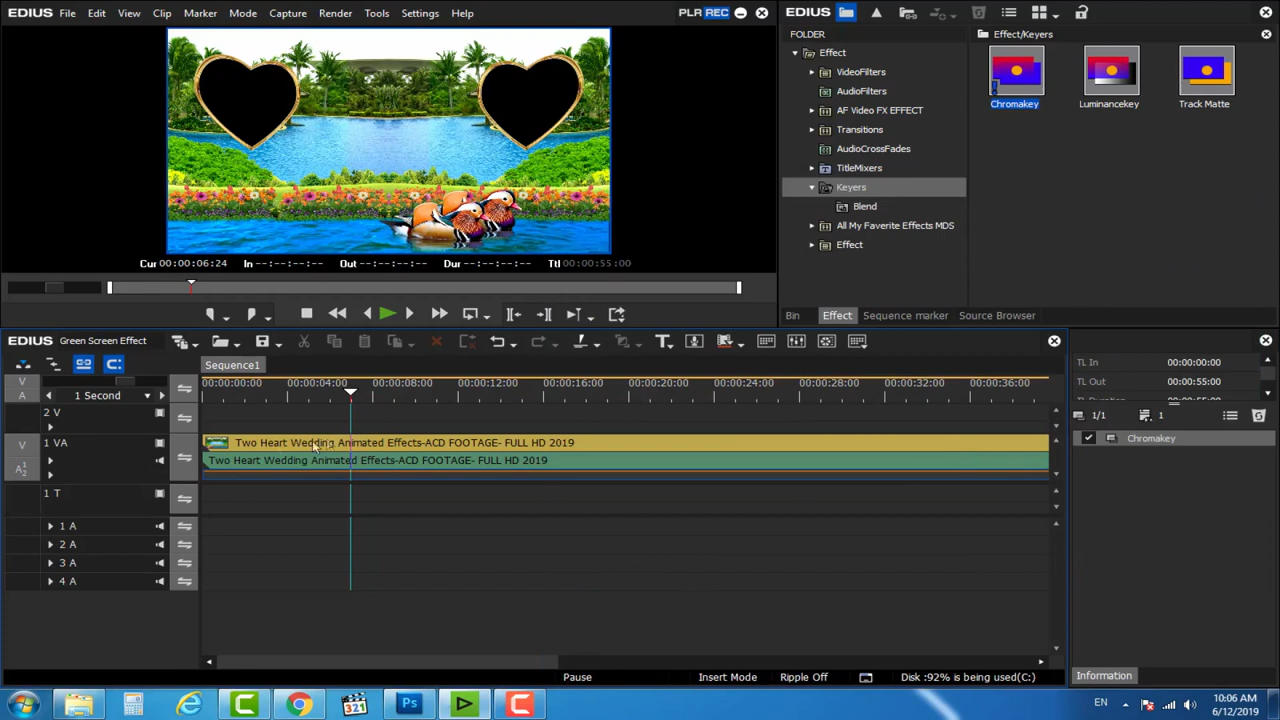 EDIUS File Edit View Clip Marker Mode Capture Render Tools Settings Help PLR REC
Cur 00:00:06:24 In --:--:--:-- Out --:--:--:-- Dur --:--:--:-- Ttl 00:00:55:00
EDIUS
FOLDER
Effect
VideoFilters
AudioFilters
AF Video FX EFFECT
Transitions
AudioCrossFades
TitleMixers
Keyers
Blend
All My Favorite Effects MDS
Effect
Effect/Keyers
Chromakey Luminancekey Track Matte
Bin Effect Source marker Source Browser
EDIUS Green Screen Effect
Sequence1
V
A
1 Second
00:00:00:00 00:00:04:00 00:00:08:00 00:00:12:00 00:00:16:00 00:00:20:00 00:00:24:00 00:00:28:00 00:00:32:00 00:00:36:00
2 V
V 1 VA Two Heart Wedding Animated Effects-ACD FOOTAGE- FULL HD 2019
A12 Two Heart Wedding Animated Effects-ACD FOOTAGE- FULL HD 2019
1 T
1 A
2 A
3 A
4 A
Pause Insert Mode Ripple Off Disk :92% is being used(C:)
TL In 00:00:00:00
TL Out 00:00:55:00
1/1 1
Chromakey
Information
321 Ps C
EN 10:06 AM
6/12/2019